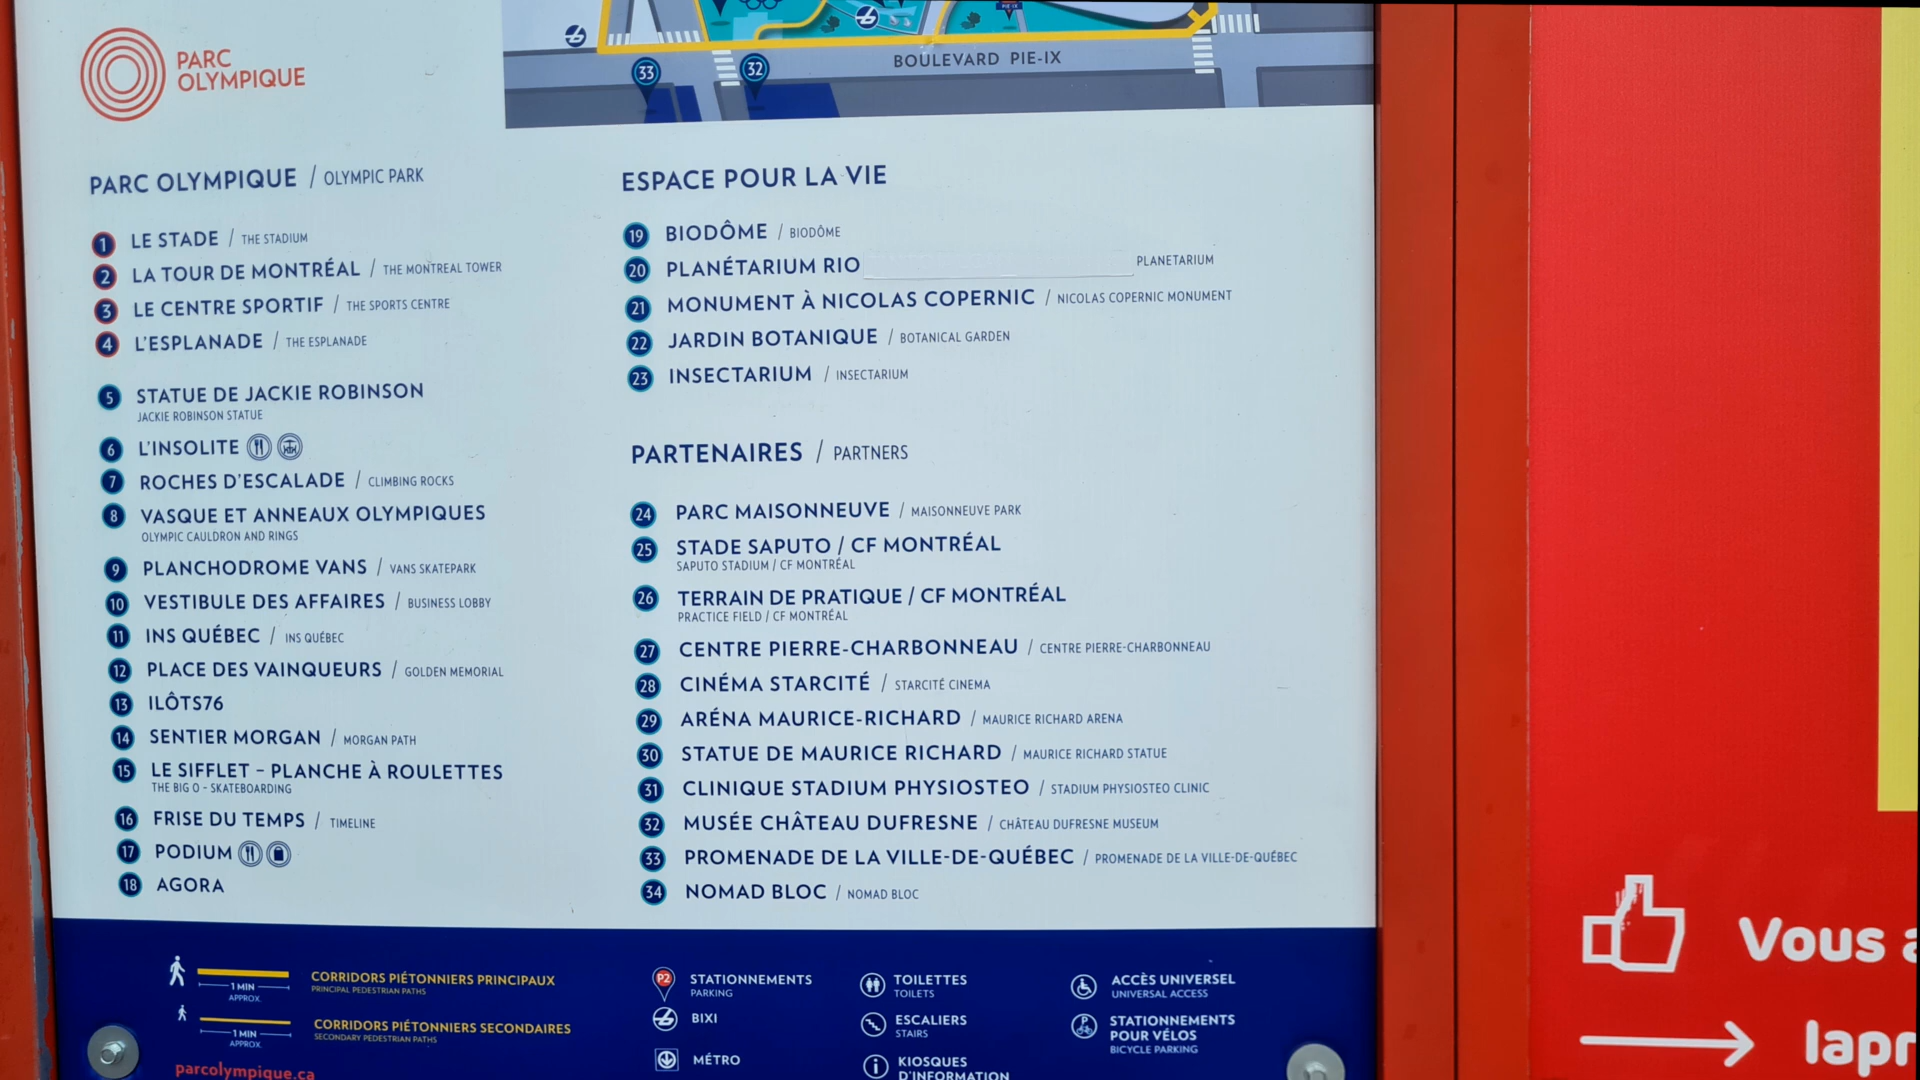 PARC
OLYMPIQUE
PIE-IX
33
32
BOULEVARD PIE-IX
PARC OLYMPIQUE / OLYMPIC PARK
1 LE STADE / THE STADIUM
2 LA TOUR DE MONTRÉAL / THE MONTREAL TOWER
3 LE CENTRE SPORTIF / THE SPORTS CENTRE
4 L'ESPLANADE / THE ESPLANADE
5 STATUE DE JACKIE ROBINSON
JACKIE ROBINSON STATUE
6 L'INSOLITE
7 ROCHES D'ESCALADE / CLIMBING ROCKS
8 VASQUE ET ANNEAUX OLYMPIQUES
OLYMPIC CAULDRON AND RINGS
9 PLANCHODROME VANS / VANS SKATEPARK
10 VESTIBULE DES AFFAIRES / BUSINESS LOBBY
11 INS QUÉBEC / INS QUÉBEC
12 PLACE DES VAINQUEURS / GOLDEN MEMORIAL
13 ILÔTS76
14 SENTIER MORGAN / MORGAN PATH
15 LE SIFFLET – PLANCHE À ROULETTES
THE BIG O - SKATEBOARDING
16 FRISE DU TEMPS / TIMELINE
17 PODIUM
18 AGORA
ESPACE POUR LA VIE
19 BIODÔME / BIODÔME
20 PLANÉTARIUM RIO PLANETARIUM
21 MONUMENT À NICOLAS COPERNIC / NICOLAS COPERNIC MONUMENT
22 JARDIN BOTANIQUE / BOTANICAL GARDEN
23 INSECTARIUM / INSECTARIUM
PARTENAIRES / PARTNERS
24 PARC MAISONNEUVE / MAISONNEUVE PARK
25 STADE SAPUTO / CF MONTRÉAL
SAPUTO STADIUM / CF MONTRÉAL
26 TERRAIN DE PRATIQUE / CF MONTRÉAL
PRACTICE FIELD / CF MONTRÉAL
27 CENTRE PIERRE-CHARBONNEAU / CENTRE PIERRE-CHARBONNEAU
28 CINÉMA STARCITÉ / STARCITÉ CINEMA
29 ARÉNA MAURICE-RICHARD / MAURICE RICHARD ARENA
30 STATUE DE MAURICE RICHARD / MAURICE RICHARD STATUE
31 CLINIQUE STADIUM PHYSIOSTEO / STADIUM PHYSIOSTEO CLINIC
32 MUSÉE CHÂTEAU DUFRESNE / CHÂTEAU DUFRESNE MUSEUM
33 PROMENADE DE LA VILLE-DE-QUÉBEC / PROMENADE DE LA VILLE-DE-QUÉBEC
34 NOMAD BLOC / NOMAD BLOC
1 MIN
APPROX.
CORRIDORS PIÉTONNIERS PRINCIPAUX
PRINCIPAL PEDESTRIAN PATHS
1 MIN
APPROX.
CORRIDORS PIÉTONNIERS SECONDAIRES
SECONDARY PEDESTRIAN PATHS
parcolympique.ca
P2 STATIONNEMENTS
PARKING
BIXI
MÉTRO
TOILETTES
TOILETS
ESCALIERS
STAIRS
KIOSQUES
D'INFORMATION
ACCÈS UNIVERSEL
UNIVERSAL ACCESS
P STATIONNEMENTS
POUR VÉLOS
BICYCLE PARKING
Vous
lapr